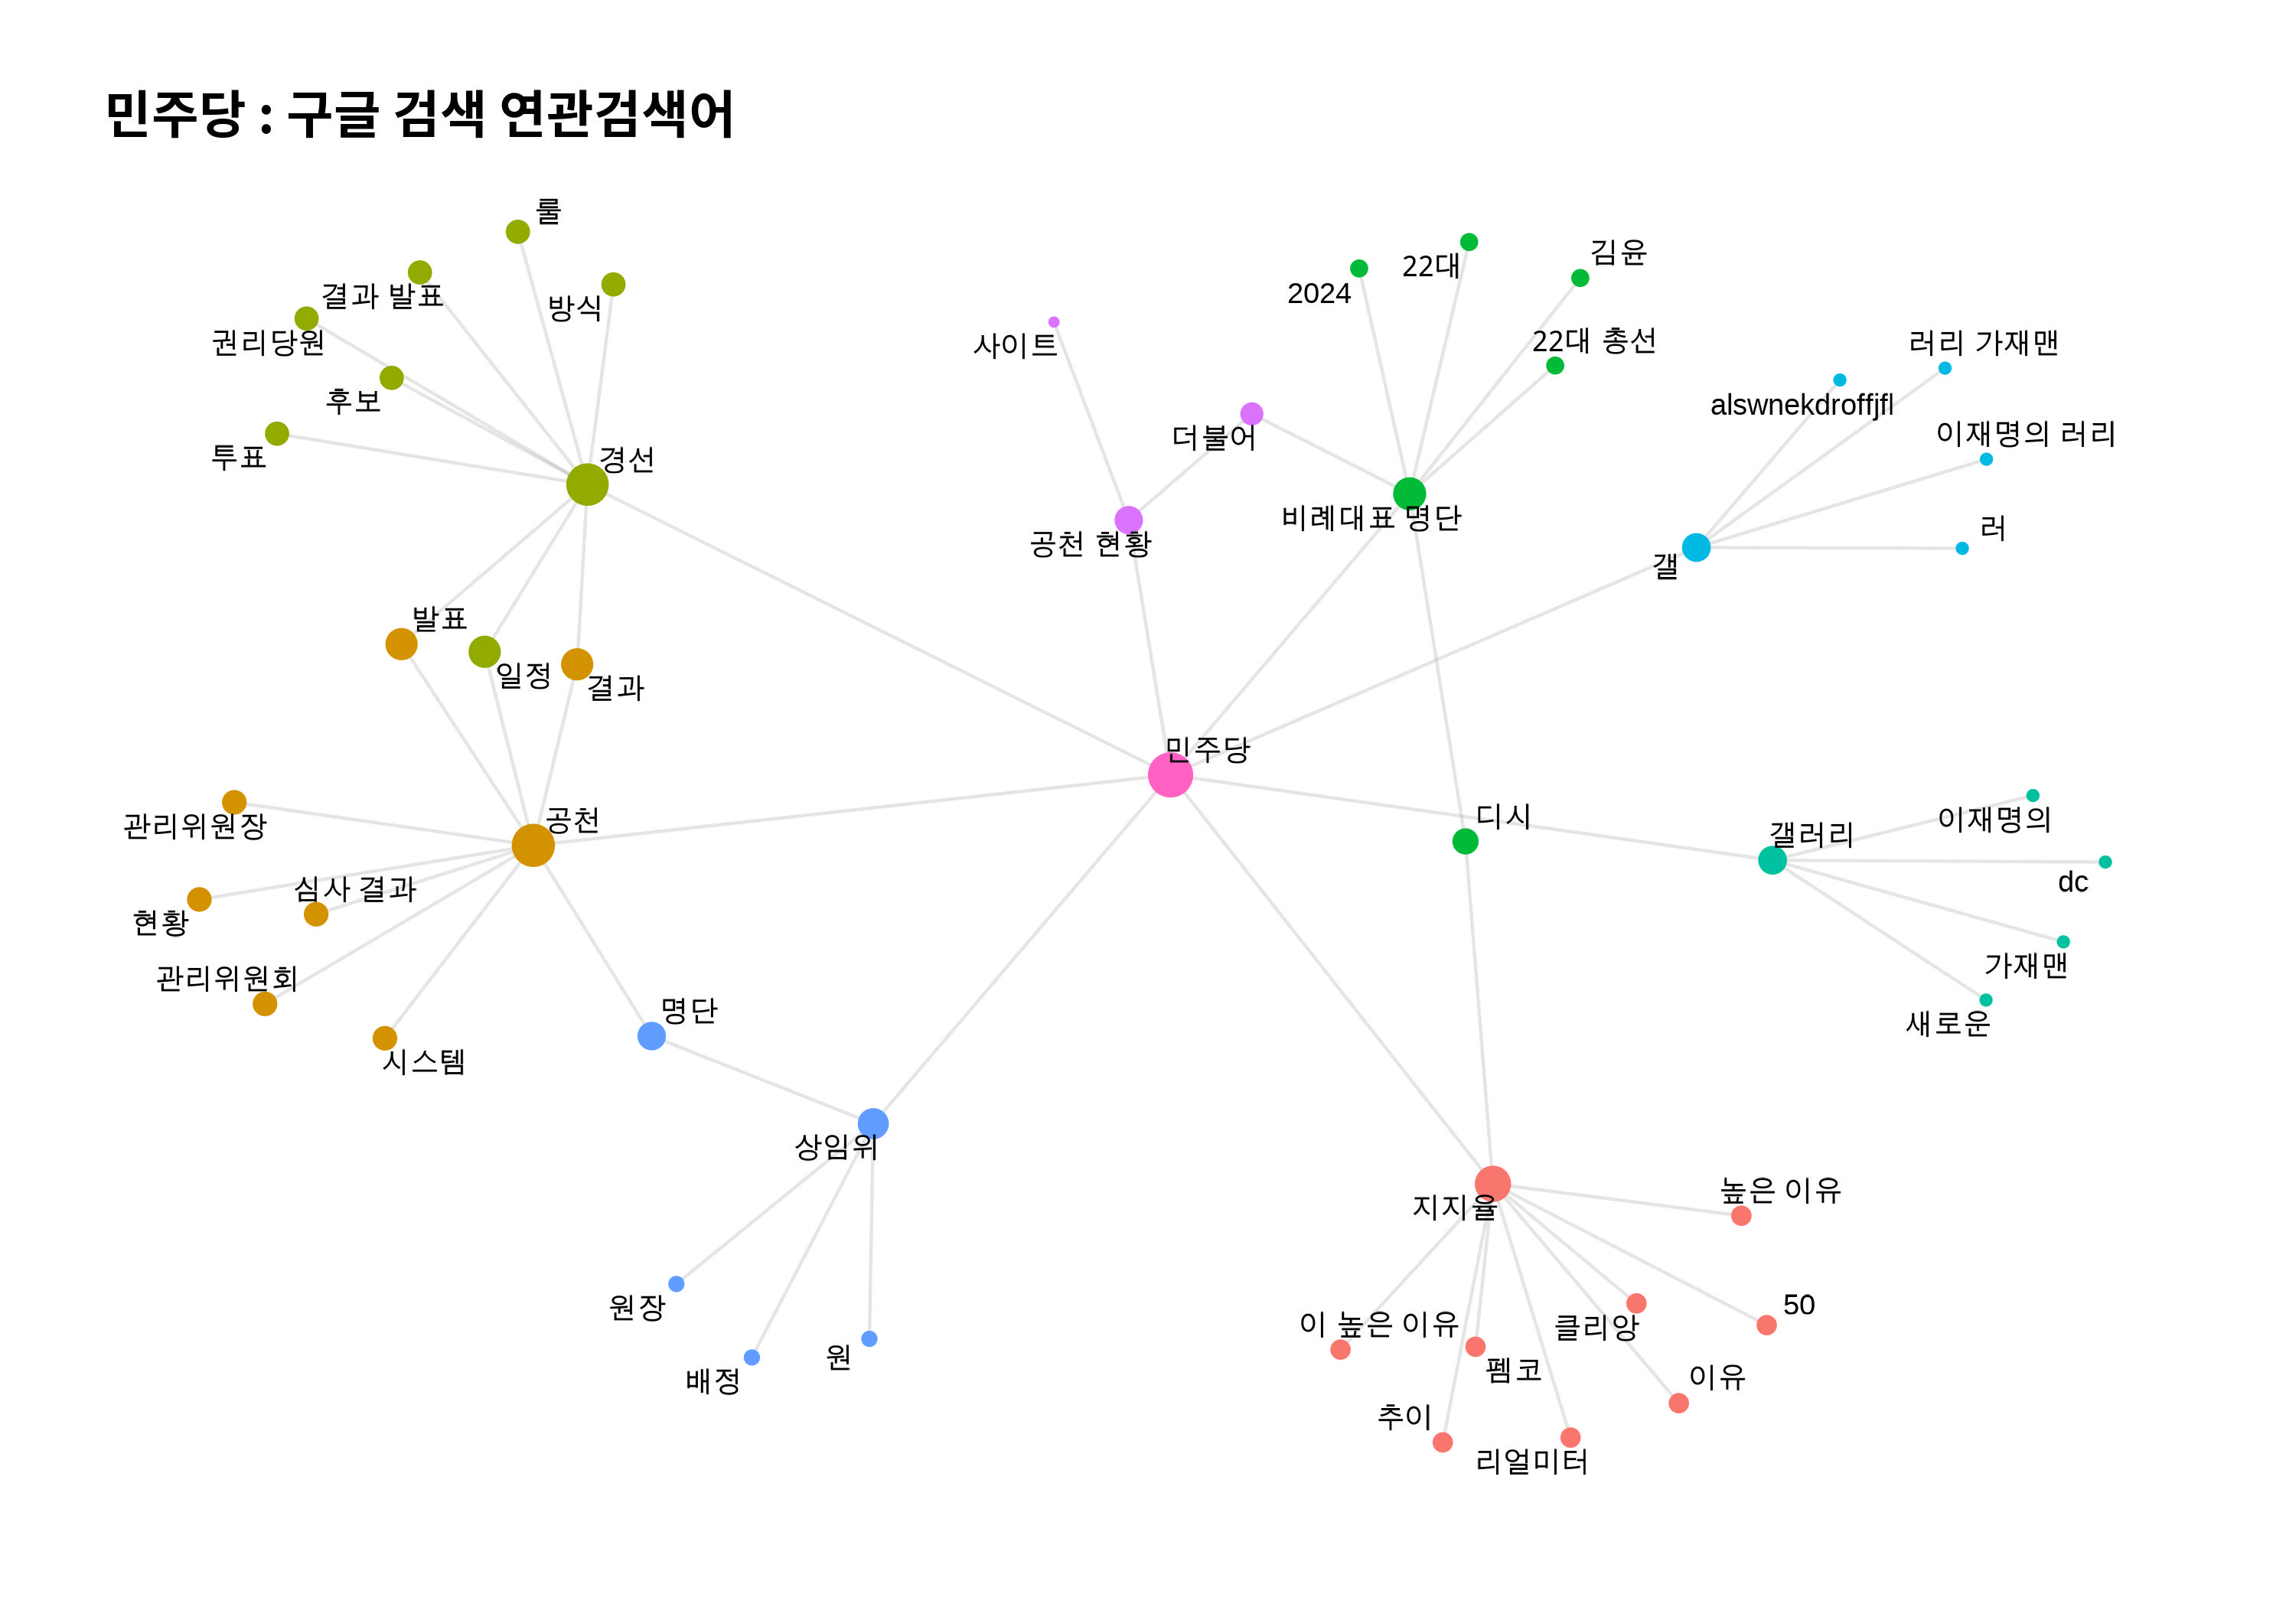 민주당 : 구글 검색 연관검색어
룰
결과 발표
방식
권리당원
후보
투표
경선
발표
일정
결과
사이트
더불어
공천 현황
2024
22대
김윤
22대 총선
비례대표 명단
러리 가재맨
alswnekdroffjfl
이재명의 러리
러
갤
민주당
디시
갤러리
이재명의
dc
가재맨
새로운
관리위원장
공천
심사 결과
현황
관리위원회
시스템
명단
상임위
원장
배정
원
지지율
높은 이유
50
이 높은 이유
클리앙
펨코
이유
추이
리얼미터